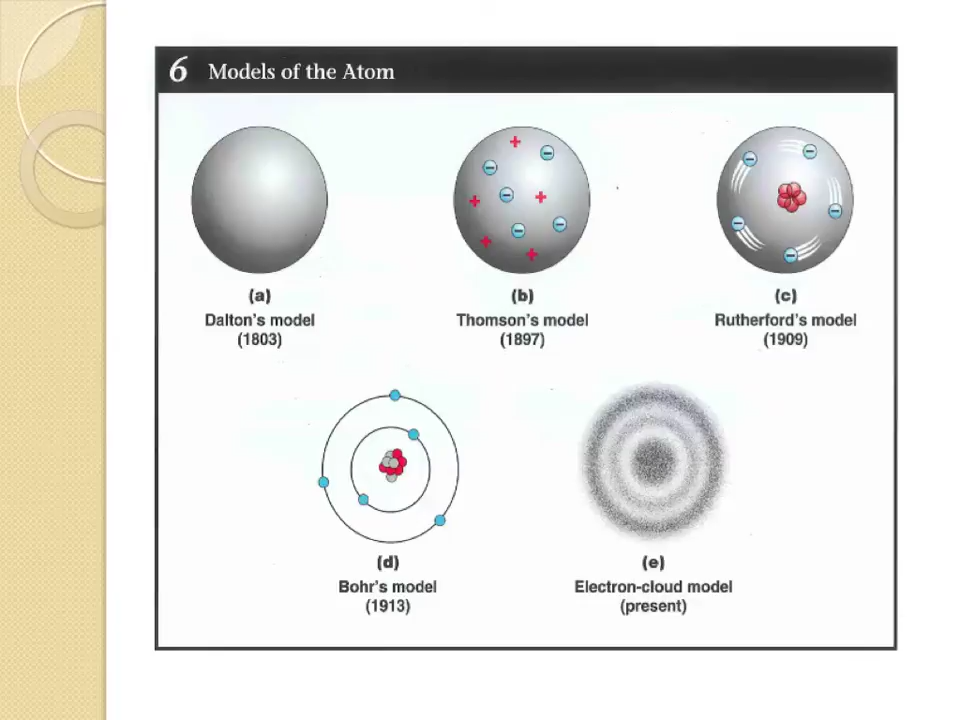 6 Models of the Atom
(a)
Dalton's model
(1803)
(b)
Thomson's model
(1897)
(c)
Rutherford's model
(1909)
(d)
Bohr's model
(1913)
(e)
Electron-cloud model
(present)